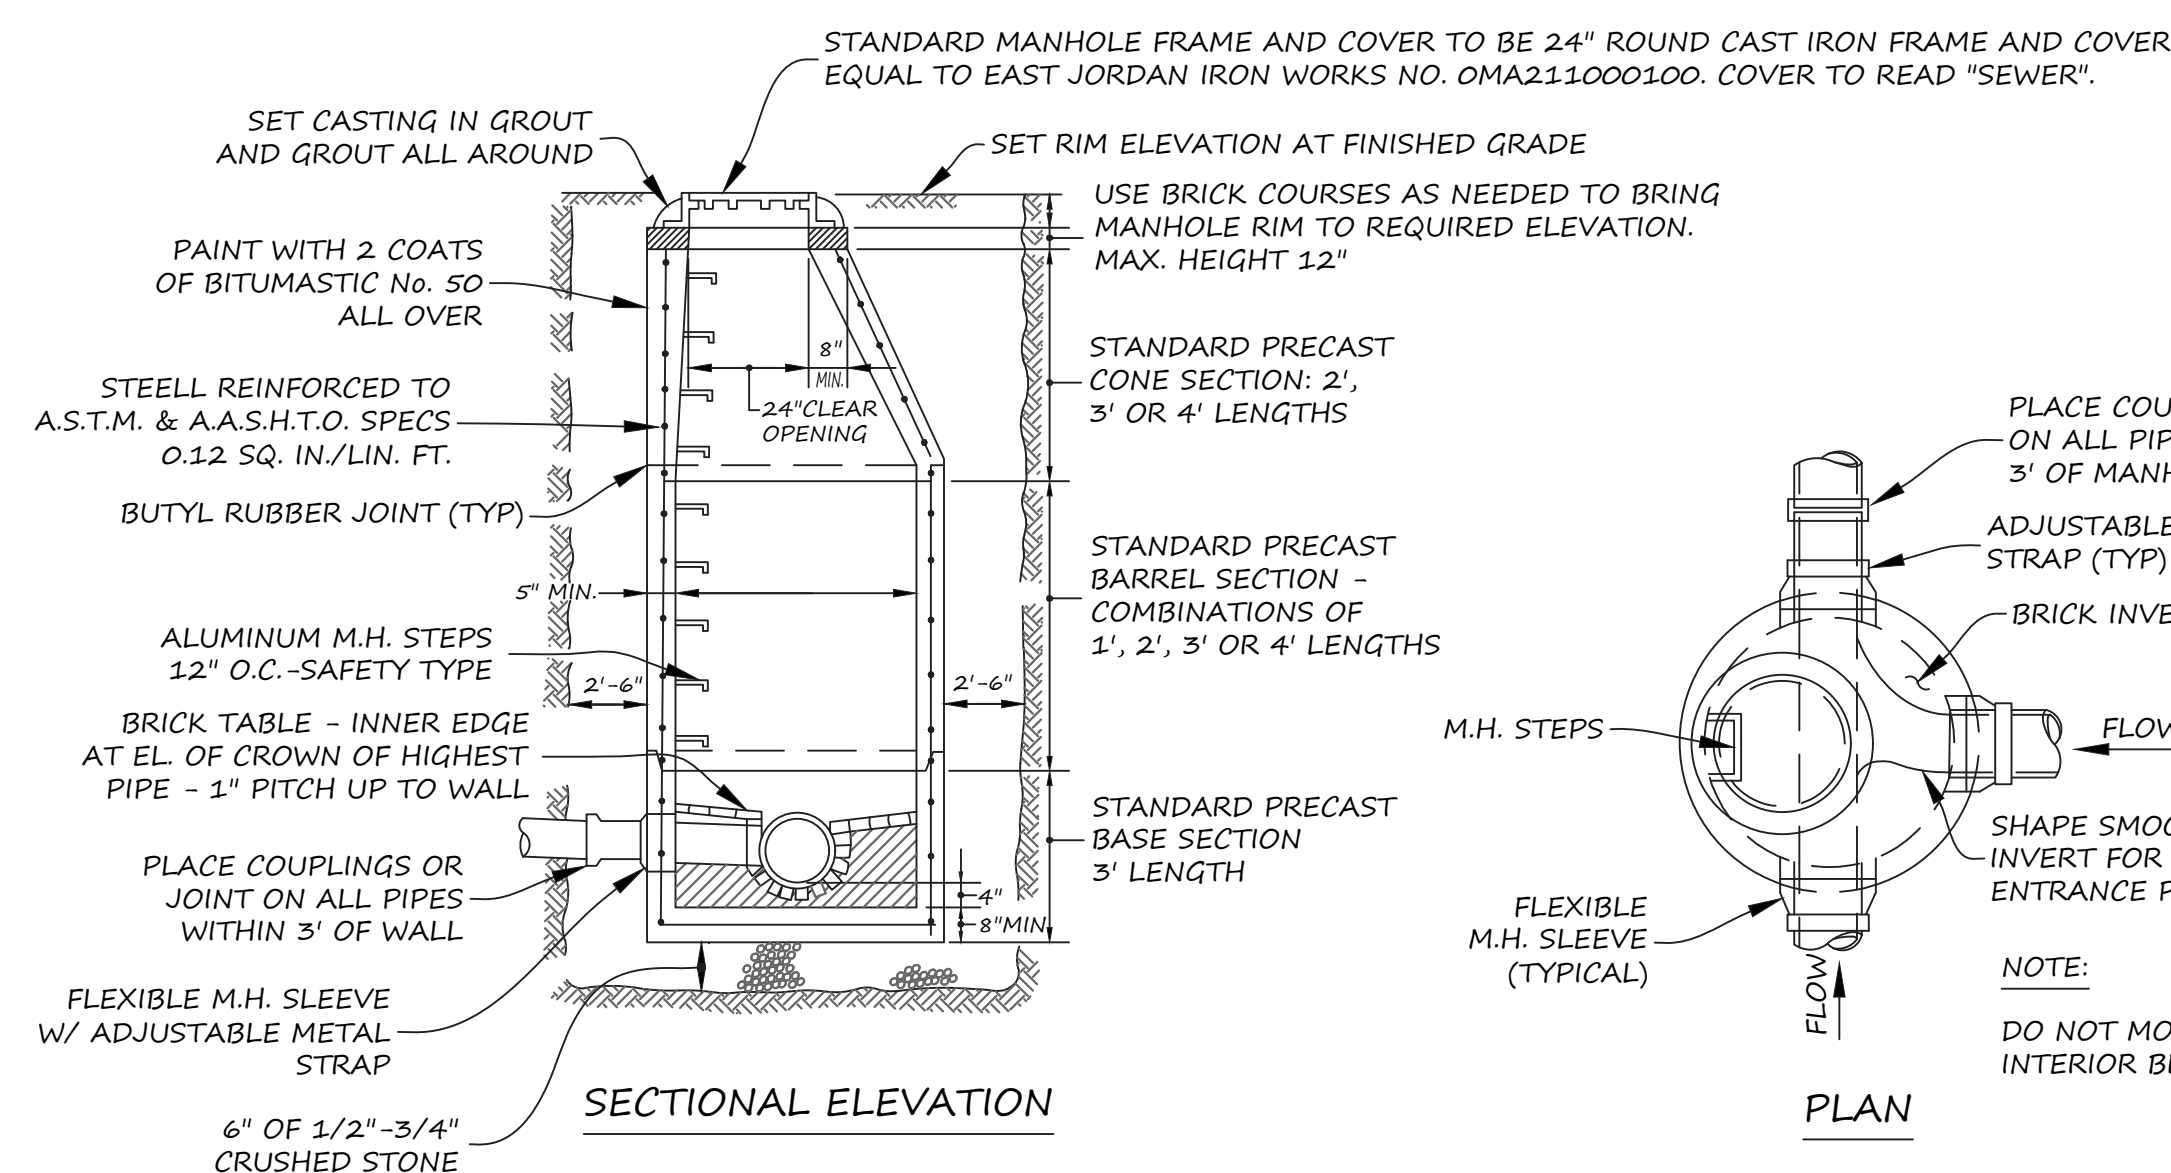 STANDARD MANHOLE FRAME AND COVER TO BE 24" ROUND CAST IRON FRAME AND COVER
EQUAL TO EAST JORDAN IRON WORKS NO. 0MA211000100. COVER TO READ "SEWER".
SET CASTING IN GROUT
AND GROUT ALL AROUND
SET RIM ELEVATION AT FINISHED GRADE
USE BRICK COURSES AS NEEDED TO BRING
MANHOLE RIM TO REQUIRED ELEVATION.
MAX. HEIGHT 12"
PAINT WITH 2 COATS
OF BITUMASTIC No. 50
ALL OVER
8"
MIN.
24"CLEAR
OPENING
STANDARD PRECAST
CONE SECTION: 2',
3' OR 4' LENGTHS
STEELL REINFORCED TO
A.S.T.M. & A.A.S.H.T.O. SPECS
0.12 SQ. IN./LIN. FT.
BUTYL RUBBER JOINT (TYP)
STANDARD PRECAST
BARREL SECTION -
COMBINATIONS OF
1', 2', 3' OR 4' LENGTHS
5" MIN.
ALUMINUM M.H. STEPS
12" O.C.-SAFETY TYPE
2'-6"
2'-6"
BRICK TABLE - INNER EDGE
AT EL. OF CROWN OF HIGHEST
PIPE - 1" PITCH UP TO WALL
STANDARD PRECAST
BASE SECTION
3' LENGTH
PLACE COUPLINGS OR
JOINT ON ALL PIPES
WITHIN 3' OF WALL
4"
8"MIN
FLEXIBLE M.H. SLEEVE
W/ ADJUSTABLE METAL
STRAP
6" OF 1/2"-3/4"
CRUSHED STONE
SECTIONAL ELEVATION
PLACE COU
ON ALL PIP
3' OF MANH
ADJUSTABLE
STRAP (TYP)
BRICK INVE
M.H. STEPS
FLOW
SHAPE SMOO
INVERT FOR
ENTRANCE P
FLEXIBLE
M.H. SLEEVE
(TYPICAL)
FLOW
NOTE:
DO NOT MO
INTERIOR B
PLAN